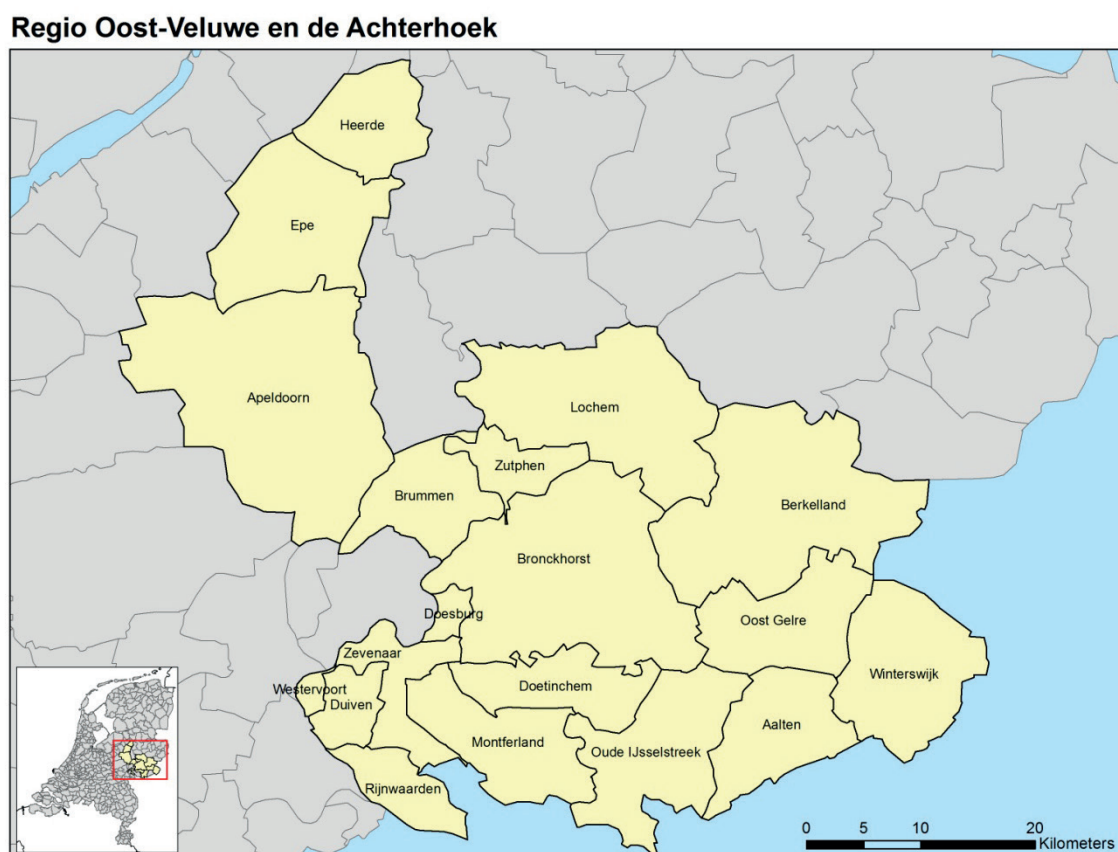 Regio Oost-Veluwe en de Achterhoek
Heerde
Epe
Apeldoorn
Lochem
Zutphen
Brummen
Berkelland
Bronckhorst
Doesburg
Oost Gelre
Zevenaar
Winterswijk
Westervoort
Doetinchem
Duiven
Aalten
Montferland
Oude IJsselstreek
Rijnwaarden
0 5 10 20
Kilometers